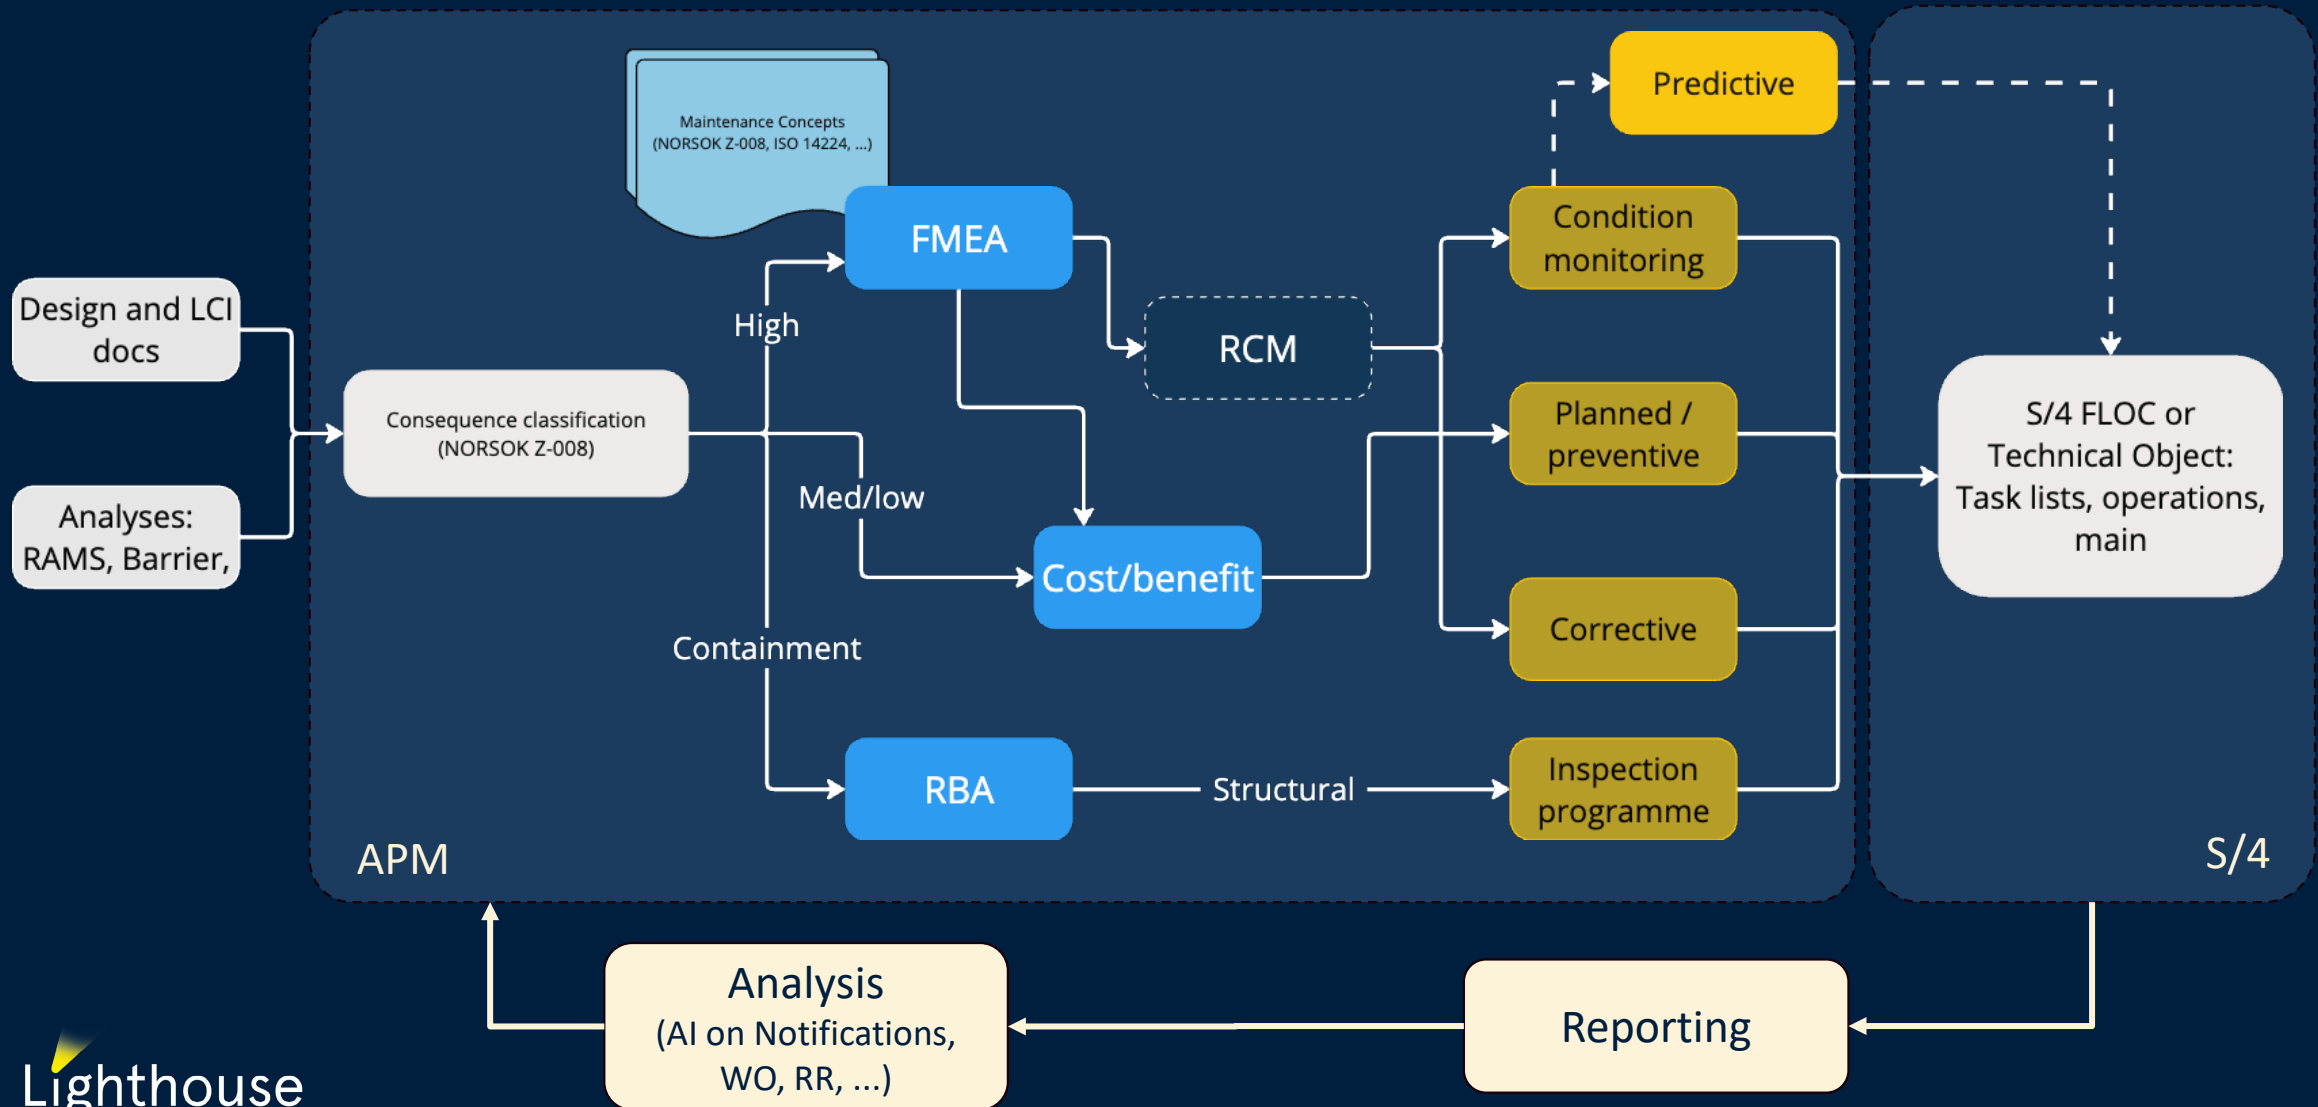 Predictive
Maintenance Concepts
(NORSOK Z-008, ISO 14224, ...)
FMEA
Condition
monitoring
Design and LCI
docs
High
RCM
Consequence classification
(NORSOK Z-008)
Planned /
preventive
S/4 FLOC or
Technical Object:
Task lists, operations,
main
Med/low
Analyses:
RAMS, Barrier,
Cost/benefit
Corrective
Containment
RBA
Structural
Inspection
programme
APM
S/4
Analysis
(AI on Notifications,
WO, RR, ...)
Reporting
Lighthouse